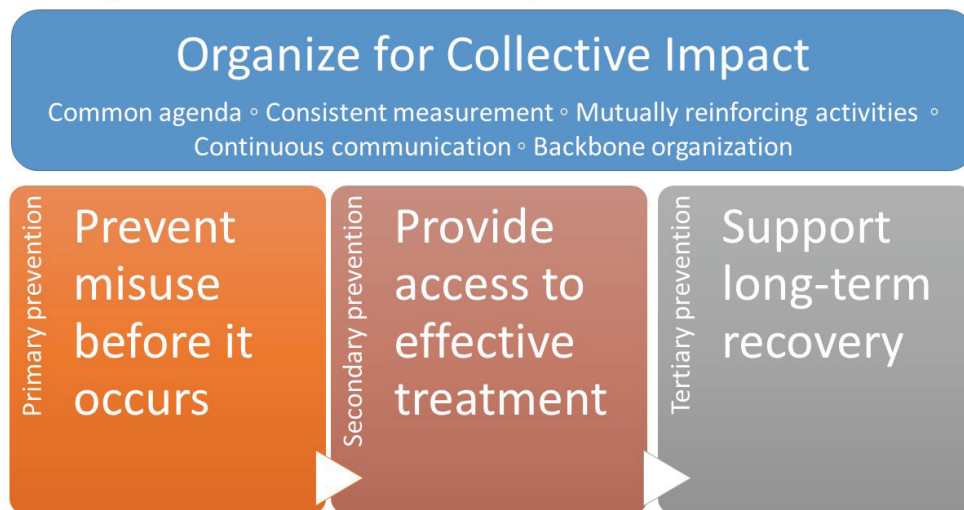 Organize for Collective Impact
Common agenda ◦ Consistent measurement ◦ Mutually reinforcing activities ◦
Continuous communication ◦ Backbone organization
Primary prevention
Prevent
misuse
before it
occurs
Secondary prevention
Provide
access to
effective
treatment
Tertiary prevention
Support
long-term
recovery